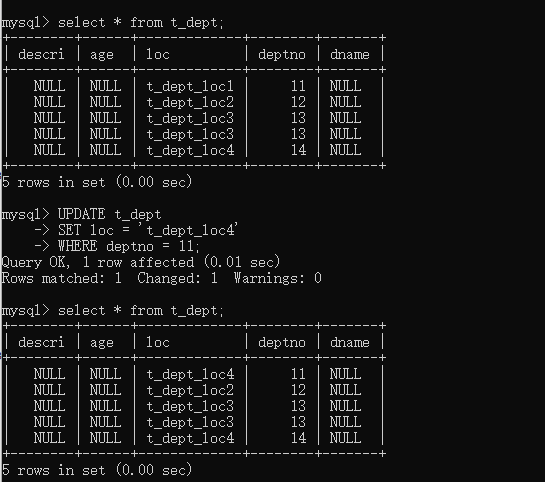 mysql> select * from t_dept;
+--------+------+-------------+--------+-------+
| descri | age  | loc         | deptno | dname |
+--------+------+-------------+--------+-------+
|   NULL | NULL | t_dept_loc1 |     11 | NULL  |
|   NULL | NULL | t_dept_loc2 |     12 | NULL  |
|   NULL | NULL | t_dept_loc3 |     13 | NULL  |
|   NULL | NULL | t_dept_loc3 |     13 | NULL  |
|   NULL | NULL | t_dept_loc4 |     14 | NULL  |
+--------+------+-------------+--------+-------+
5 rows in set (0.00 sec)
mysql> UPDATE t_dept
    -> SET loc = 't_dept_loc4'
    -> WHERE deptno = 11;
Query OK, 1 row affected (0.01 sec)
Rows matched: 1  Changed: 1  Warnings: 0
mysql> select * from t_dept;
+--------+------+-------------+--------+-------+
| descri | age  | loc         | deptno | dname |
+--------+------+-------------+--------+-------+
|   NULL | NULL | t_dept_loc4 |     11 | NULL  |
|   NULL | NULL | t_dept_loc2 |     12 | NULL  |
|   NULL | NULL | t_dept_loc3 |     13 | NULL  |
|   NULL | NULL | t_dept_loc3 |     13 | NULL  |
|   NULL | NULL | t_dept_loc4 |     14 | NULL  |
+--------+------+-------------+--------+-------+
5 rows in set (0.00 sec)